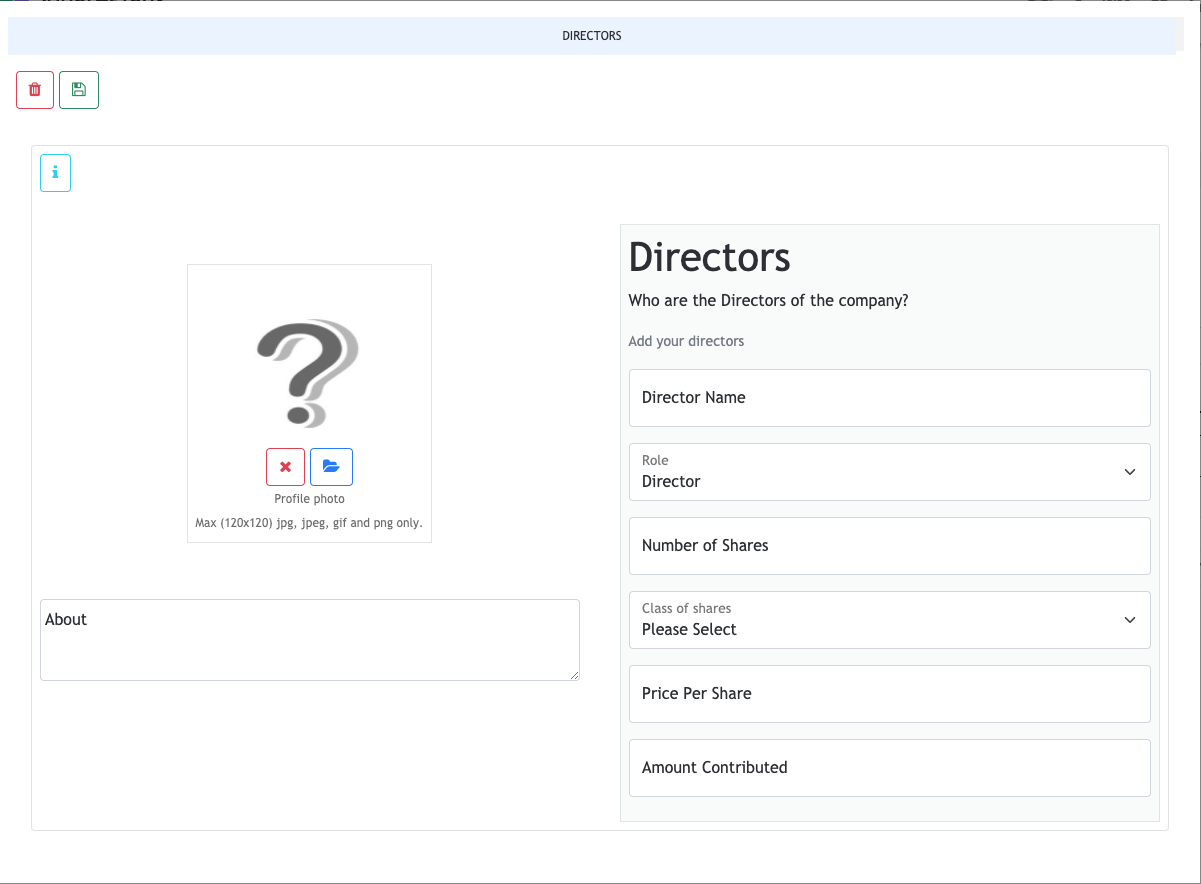 DIRECTORS
i
Profile photo
Max (120x120) jpg, jpeg, gif and png only.
About
Directors
Who are the Directors of the company?
Add your directors
Director Name
Role
Director
Number of Shares
Class of shares
Please Select
Price Per Share
Amount Contributed